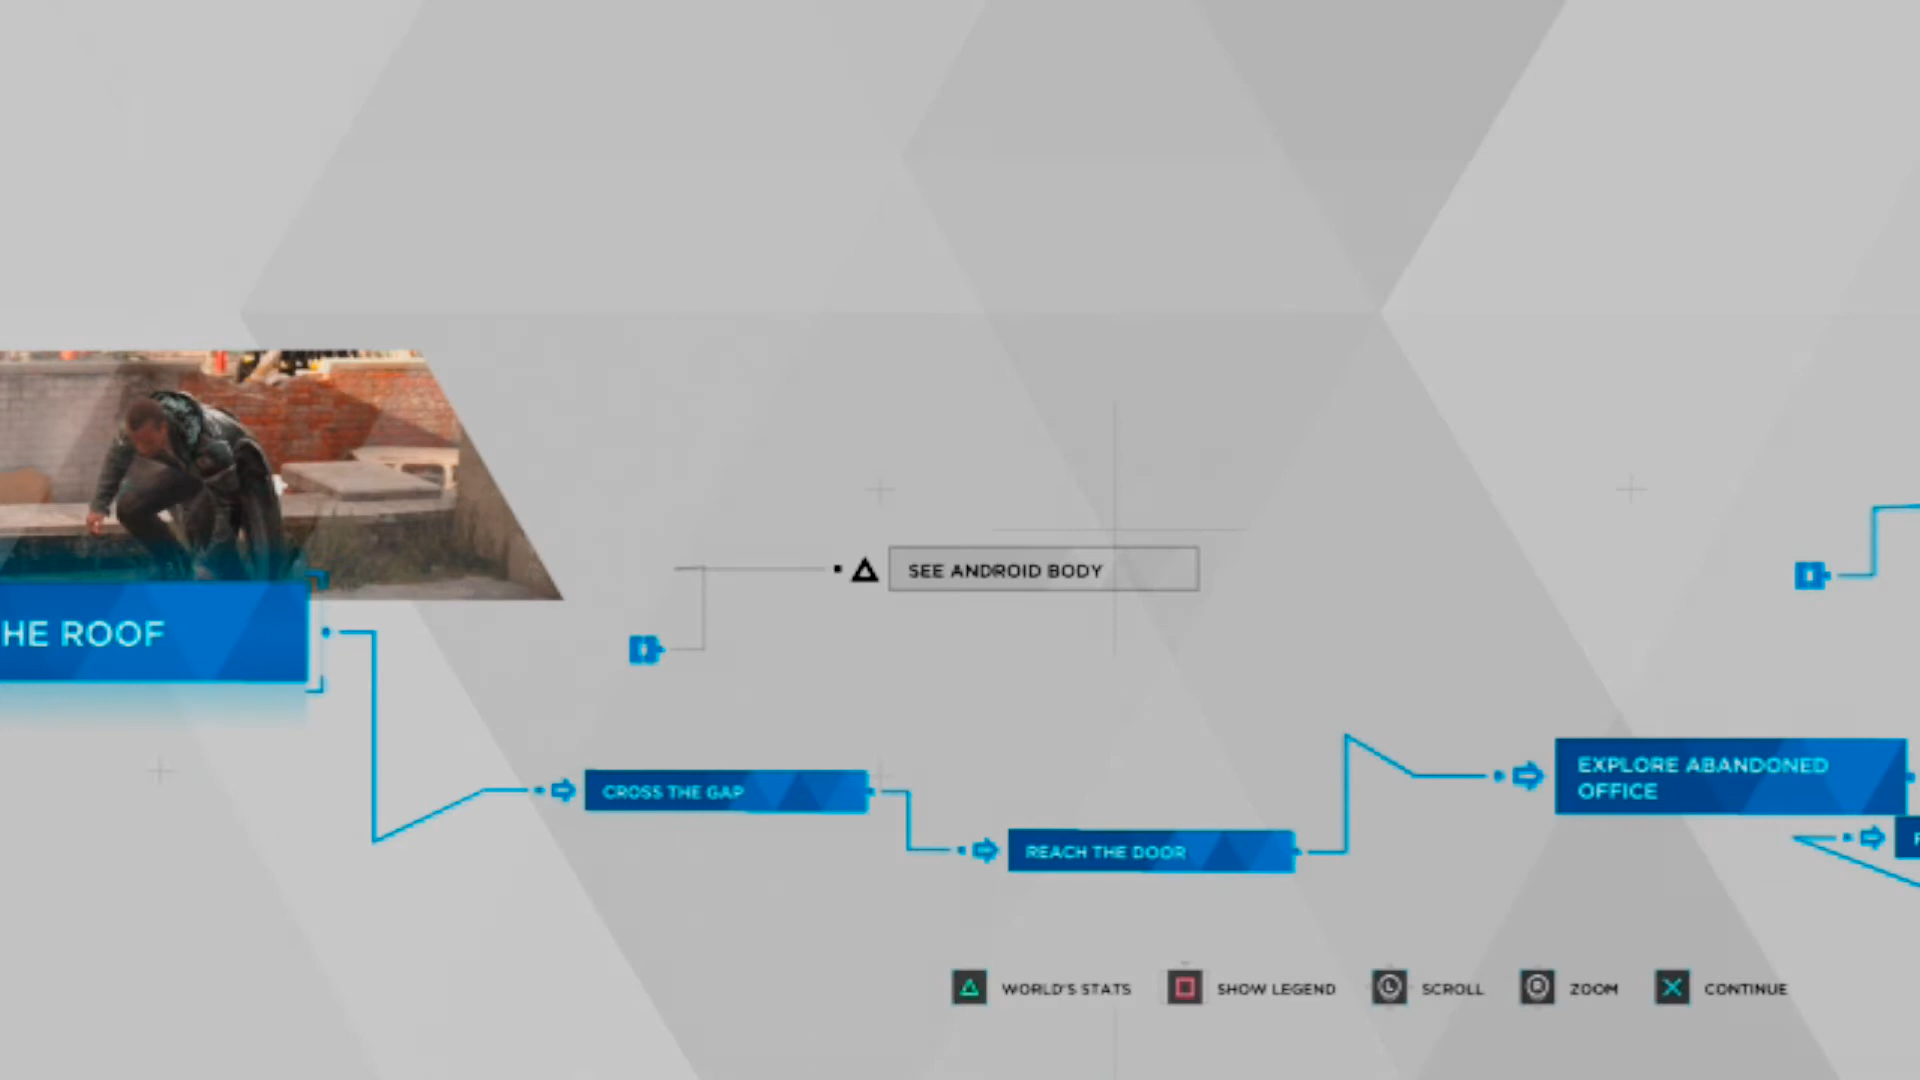 HE ROOF
SEE ANDROID BODY
CROSS THE GAP
REACH THE DOOR
EXPLORE ABANDONED
OFFICE
WORLD'S STATS
SHOW LEGEND
SCROLL
ZOOM
CONTINUE